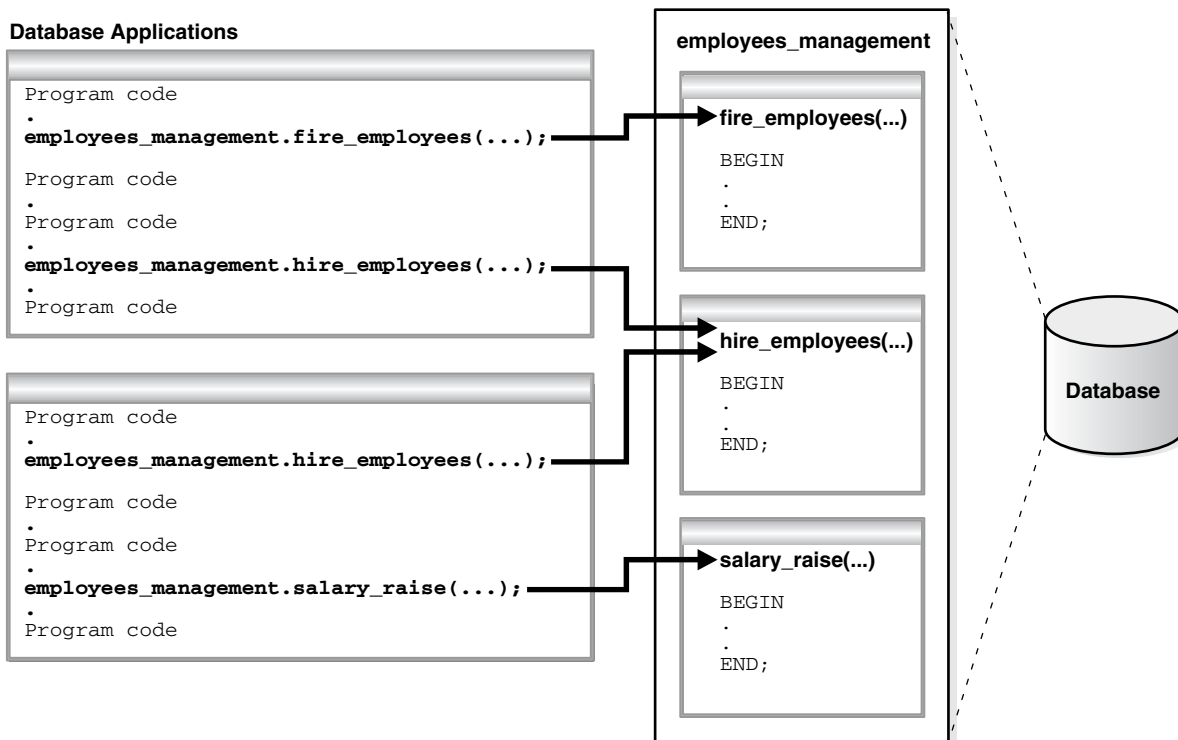 Database Applications
Program code
.
employees_management.fire_employees(...);
Program code
.
Program code
.
employees_management.hire_employees(...);
.
Program code
Program code
.
employees_management.hire_employees(...);
Program code
.
Program code
.
employees_management.salary_raise(...);
.
Program code
employees_management
fire_employees(...)
BEGIN
.
.
END;
hire_employees(...)
BEGIN
.
.
END;
salary_raise(...)
BEGIN
.
.
END;
Database